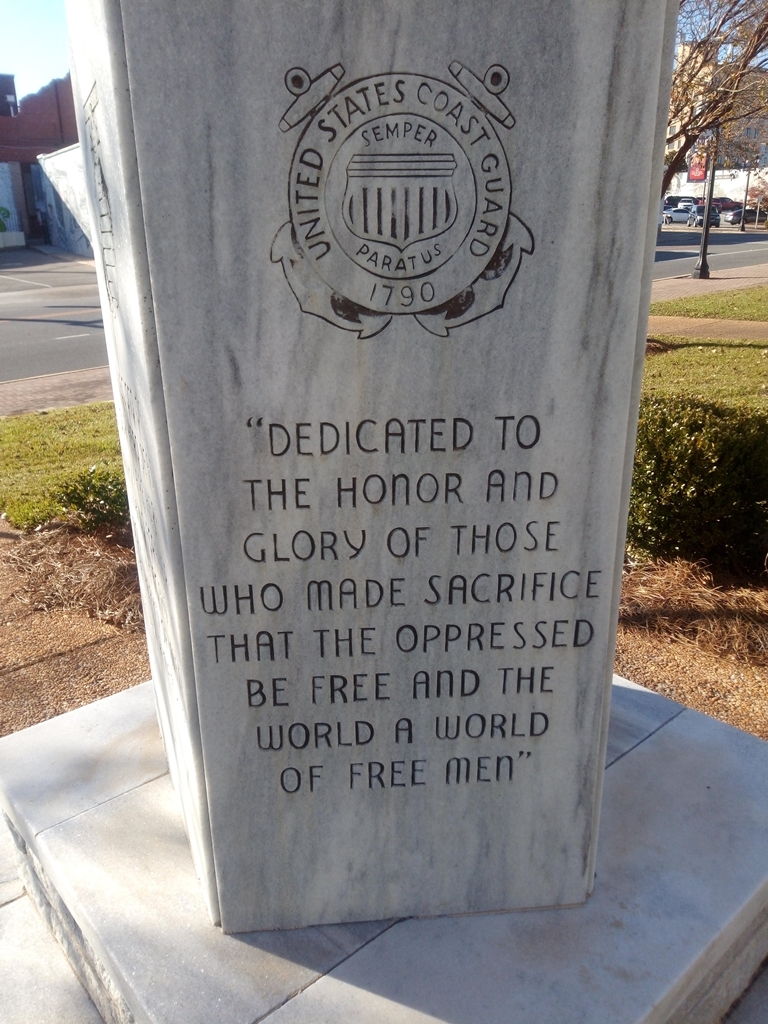 UNITED STATES COAST GUARD
SEMPER
PARATUS
1790
“DEDICATED TO
THE HONOR AND
GLORY OF THOSE
WHO MADE SACRIFICE
THAT THE OPPRESSED
BE FREE AND THE
WORLD A WORLD
OF FREE MEN”